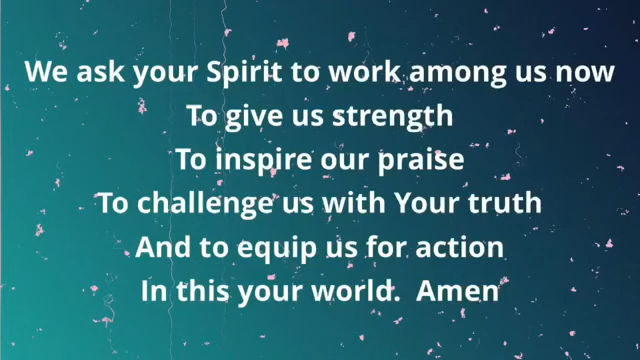 We ask your Spirit to work among us now
To give us strength
To inspire our praise
To challenge us with Your truth
And to equip us for action
In this your world.  Amen